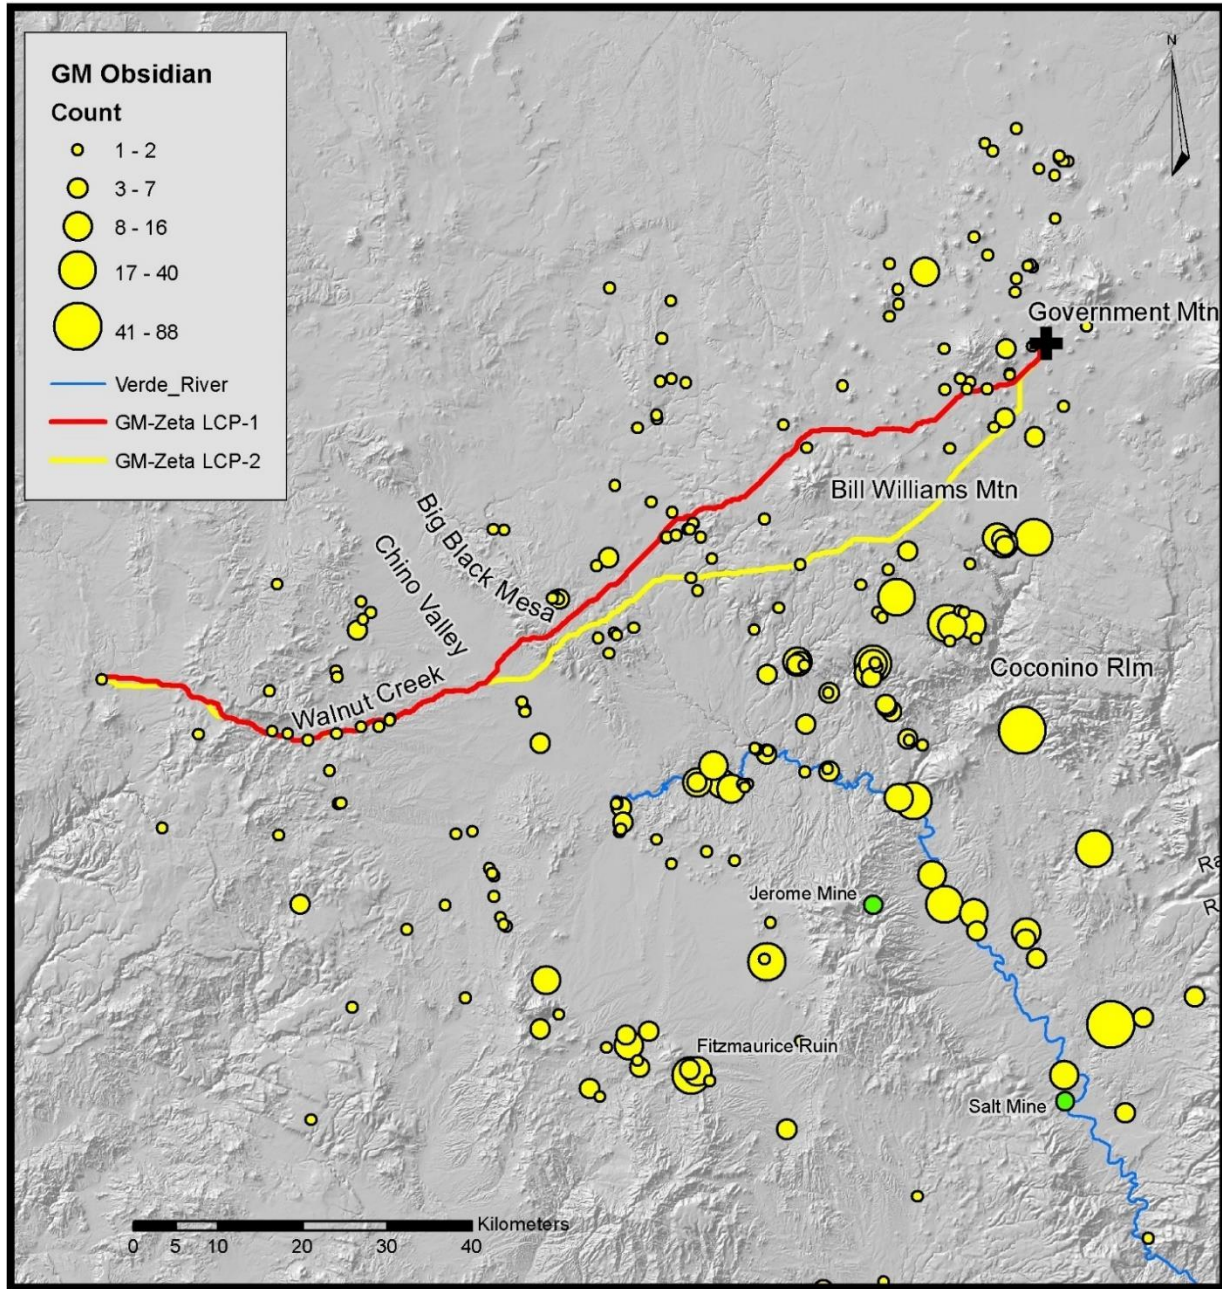 GM Obsidian
Count
1 - 2
3 - 7
8 - 16
17 - 40
41 - 88
Verde_River
GM-Zeta LCP-1
GM-Zeta LCP-2
N
Government Mtn
Bill Williams Mtn
Big Black Mesa
Chino Valley
Coconino RIm
Walnut Creek
Ra
R
Jerome Mine
Fitzmaurice Ruin
Salt Mine
Kilometers
0 5 10 20 30 40